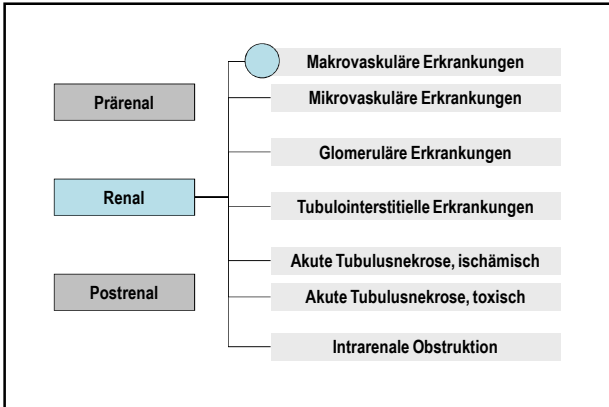 Prärenal
Renal
Postrenal
Makrovaskuläre Erkrankungen
Mikrovaskuläre Erkrankungen
Glomeruläre Erkrankungen
Tubulointerstitielle Erkrankungen
Akute Tubulusnekrose, ischämisch
Akute Tubulusnekrose, toxisch
Intrarenale Obstruktion